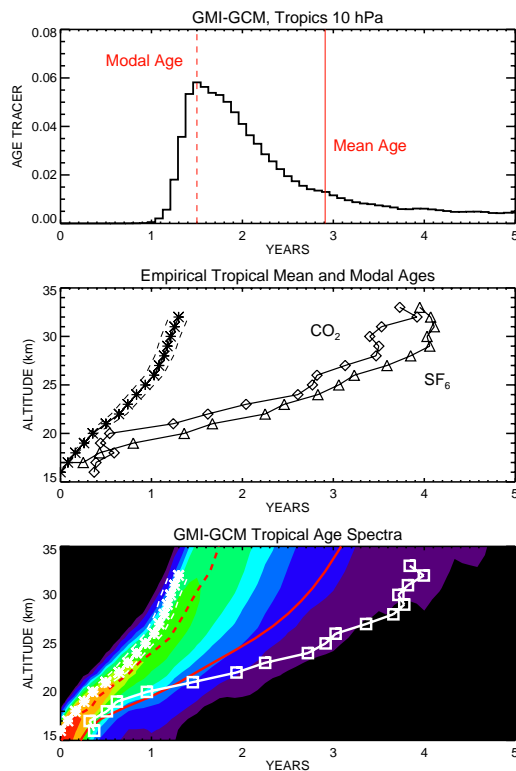 GMI-GCM, Tropics 10 hPa
0.08
Modal Age
0.06
AGE TRACER
0.04
Mean Age
0.02
0.00
0 1 2 3 4 5
YEARS
Empirical Tropical Mean and Modal Ages
35
CO2
30
ALTITUDE (km)
SF6
25
20
15
0 1 2 3 4 5
YEARS
GMI-GCM Tropical Age Spectra
35
30
ALTITUDE (km)
25
20
15
0 1 2 3 4 5
YEARS